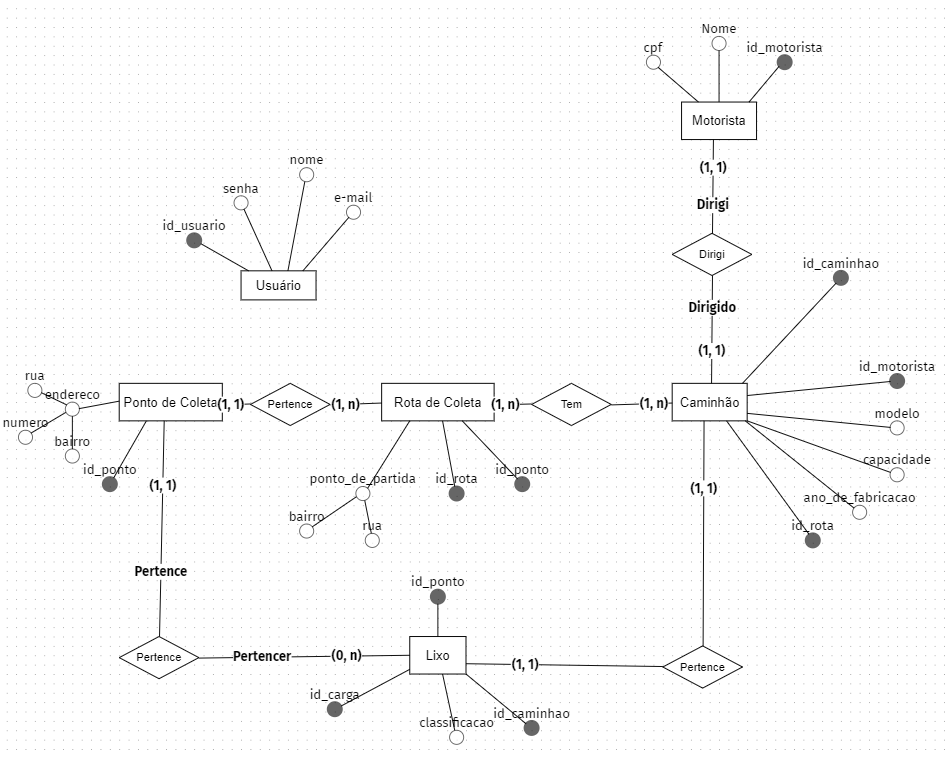 Nome
cpf
id_motorista
Motorista
(1, 1)
Dirigi
Dirigi
Dirigido
(1, 1)
nome
senha
e-mail
id_usuario
Usuário
id_caminhao
rua
endereco
numero
bairro
id_ponto
Ponto de Coleta
(1, 1)
Pertence
(1, n)
Rota de Coleta
(1, n)
Tem
(1, n)
Caminhão
id_motorista
modelo
capacidade
ano_de_fabricacao
id_rota
ponto_de_partida
id_rota
id_ponto
bairro
rua
(1, 1)
(1, 1)
Pertence
Pertence
Pertencer
(0, n)
id_ponto
Lixo
(1, 1)
Pertence
id_carga
classificacao
id_caminhao